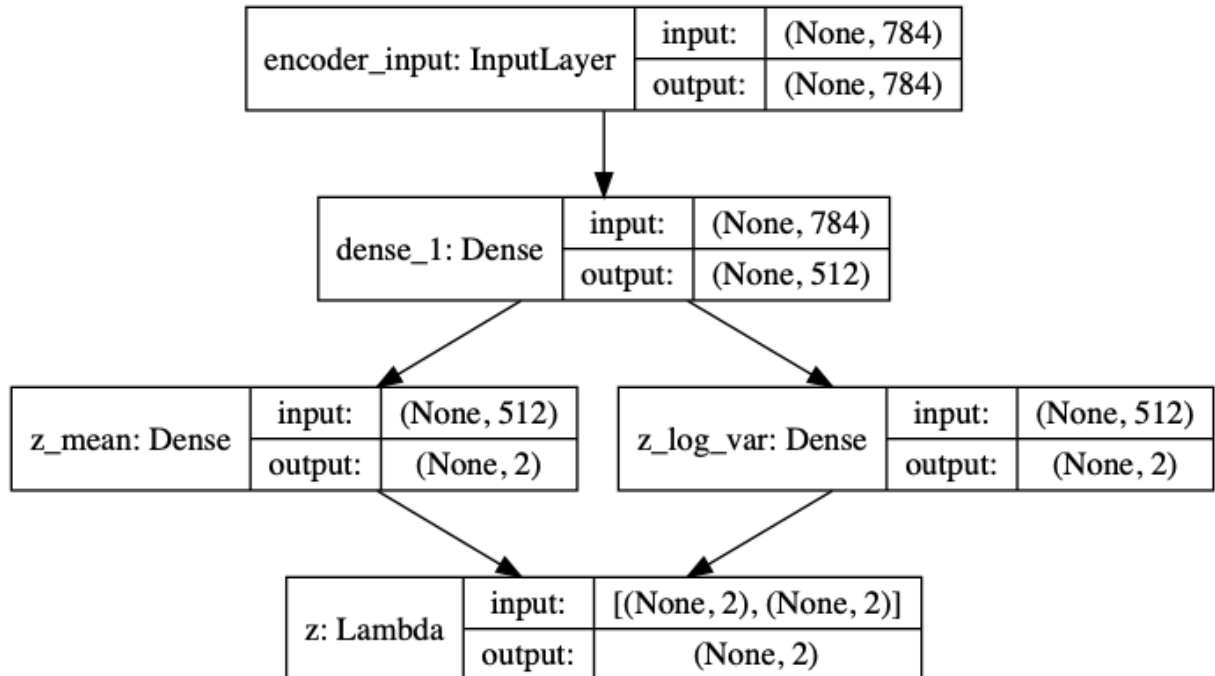 encoder_input: InputLayer
input: (None, 784)
output: (None, 784)
dense_1: Dense
input: (None, 784)
output: (None, 512)
z_mean: Dense
input: (None, 512)
output: (None, 2)
z_log_var: Dense
input: (None, 512)
output: (None, 2)
z: Lambda
input: [(None, 2), (None, 2)]
output: (None, 2)